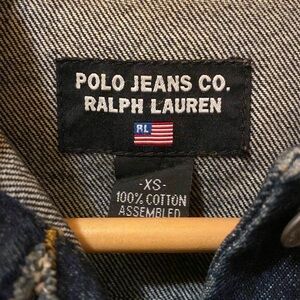 POLO JEANS CO.
RALPH LAUREN
RL
-XS-
100% COTTON
ASSEMBLED